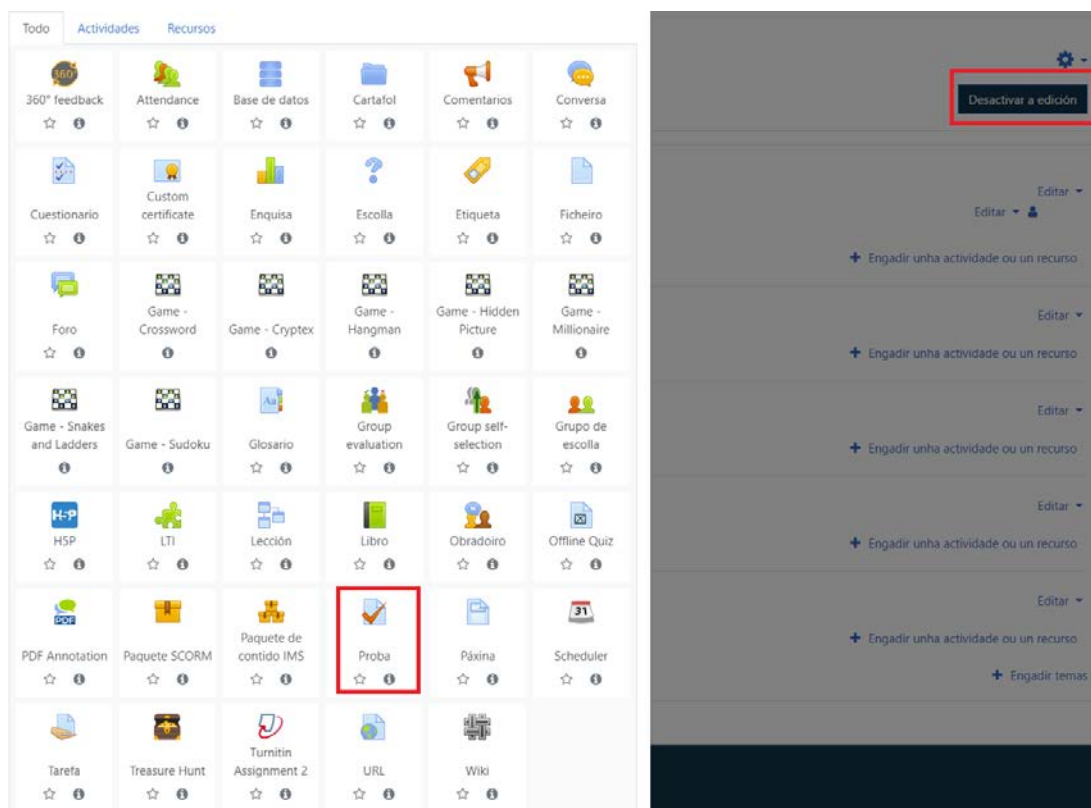 Todo Actividades Recursos
360° feedback Attendance Base de datos Cartafol Comentarios Conversa
Cuestionario Custom certificate Enquisa Escolla Etiqueta Ficheiro
Foro Game - Crossword Game - Cryptex Game - Hangman Game - Hidden Picture Game - Millionaire
Game - Snakes and Ladders Game - Sudoku Glosario Group evaluation Group self-selection Grupo de escolla
H5P LTI Lección Libro Obradoiro Offline Quiz
PDF Annotation Paquete SCORM Paquete de contido IMS Proba Páxina Scheduler
Tarefa Treasure Hunt Turnitin Assignment 2 URL Wiki
Desactivar a edición
Editar
Editar
Engadir unha actividade ou un recurso
Editar
Engadir unha actividade ou un recurso
Editar
Engadir unha actividade ou un recurso
Editar
Engadir unha actividade ou un recurso
Editar
Engadir unha actividade ou un recurso
Engadir temas